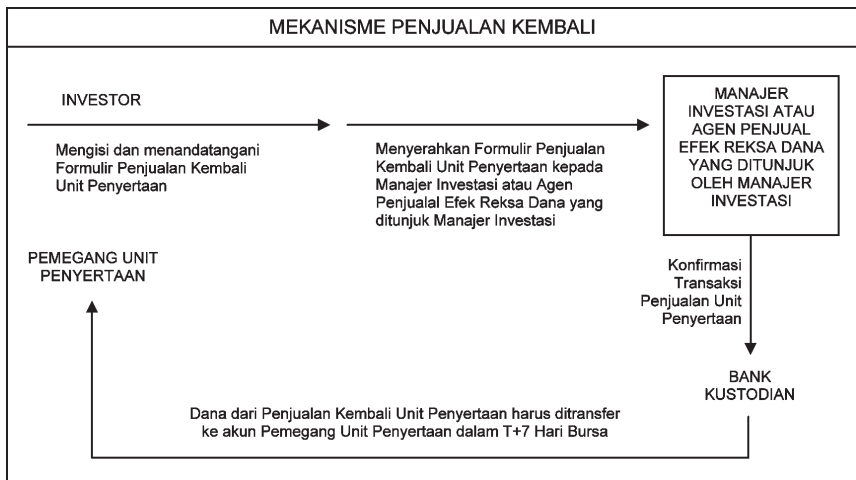 MEKANISME PENJUALAN KEMBALI
INVESTOR
Mengisi dan menandatangani
Formulir Penjualan Kembali
Unit Penyertaan
Menyerahkan Formulir Penjualan
Kembali Unit Penyertaan kepada
Manajer Investasi atau Agen
Penjualal Efek Reksa Dana yang
ditunjuk Manajer Investasi
MANAJER
INVESTASI ATAU
AGEN PENJUAL
EFEK REKSA DANA
YANG DITUNJUK
OLEH MANAJER
INVESTASI
Konfirmasi
Transaksi
Penjualan Unit
Penyertaan
BANK
KUSTODIAN
Dana dari Penjualan Kembali Unit Penyertaan harus ditransfer
ke akun Pemegang Unit Penyertaan dalam T+7 Hari Bursa
PEMEGANG UNIT
PENYERTAAN